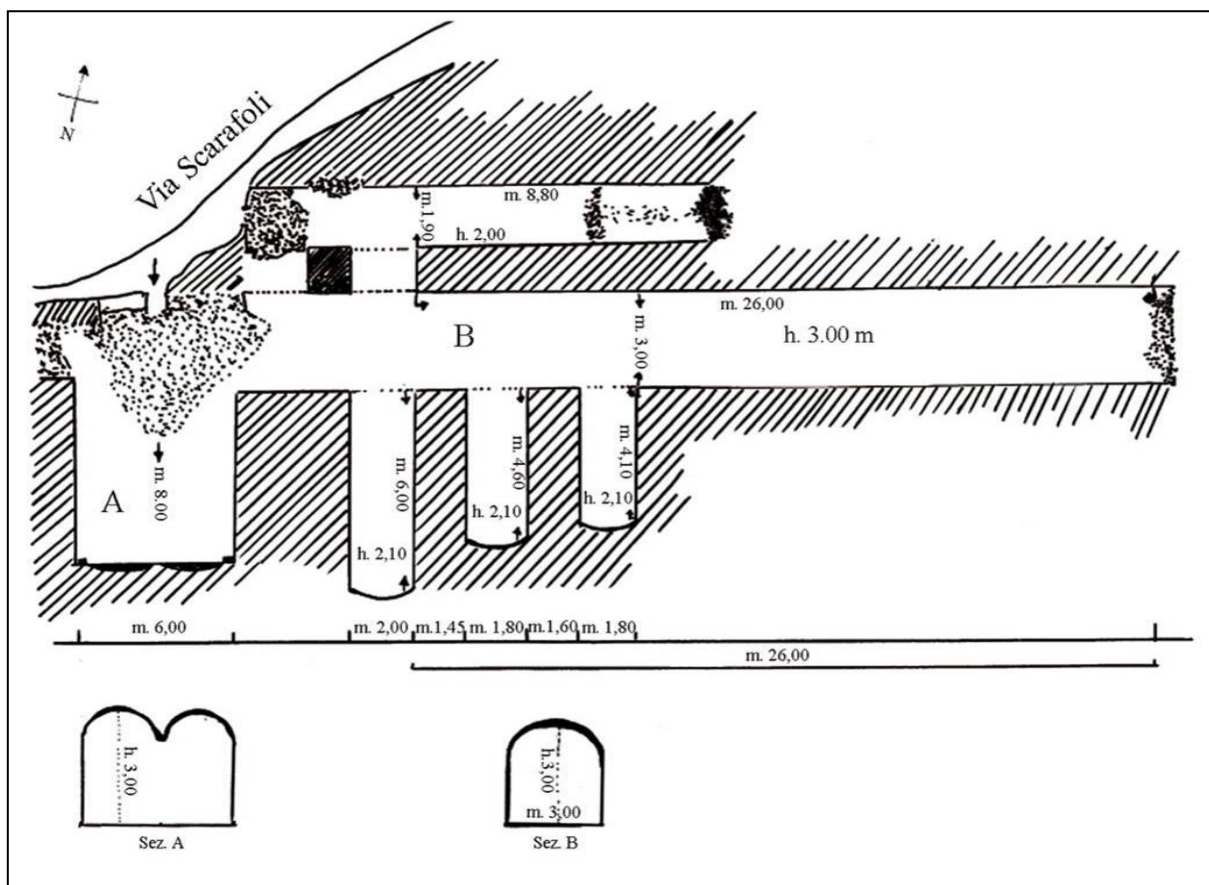 N
Via Scarafoli
m. 8,80
m.1,90
h. 2,00
m. 26,00
B
m. 3,00
h. 3.00 m
A
m. 8.00
m. 6,00
m. 4,60
m. 4,10
h. 2,10
h. 2,10
h. 2,10
m. 6,00
m. 2,00
m.1,45
m. 1,80
m.1,60
m. 1,80
m. 26,00
h. 3,00
Sez. A
h.3,00
m. 3,00
Sez. B